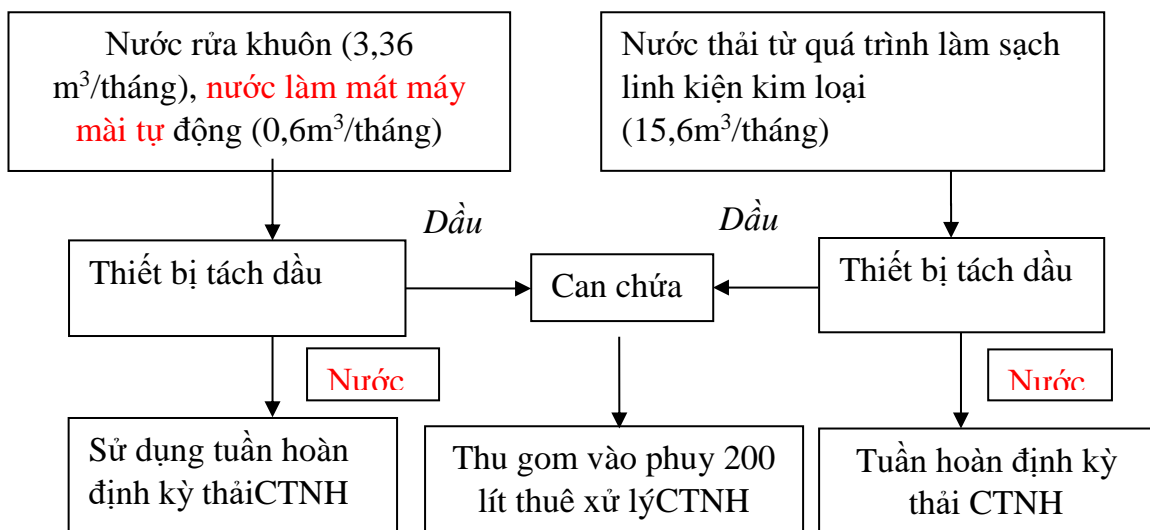 Nước rửa khuôn (3,36
m³/tháng), nước làm mát máy
mài tự động (0,6m³/tháng)
Nước thải từ quá trình làm sạch
linh kiện kim loại
(15,6m³/tháng)
Dầu
Dầu
Thiết bị tách dầu
Can chứa
Thiết bị tách dầu
Nước
Nước
Sử dụng tuần hoàn
định kỳ thảiCTNH
Thu gom vào phuy 200
lít thuê xử lýCTNH
Tuần hoàn định kỳ
thải CTNH